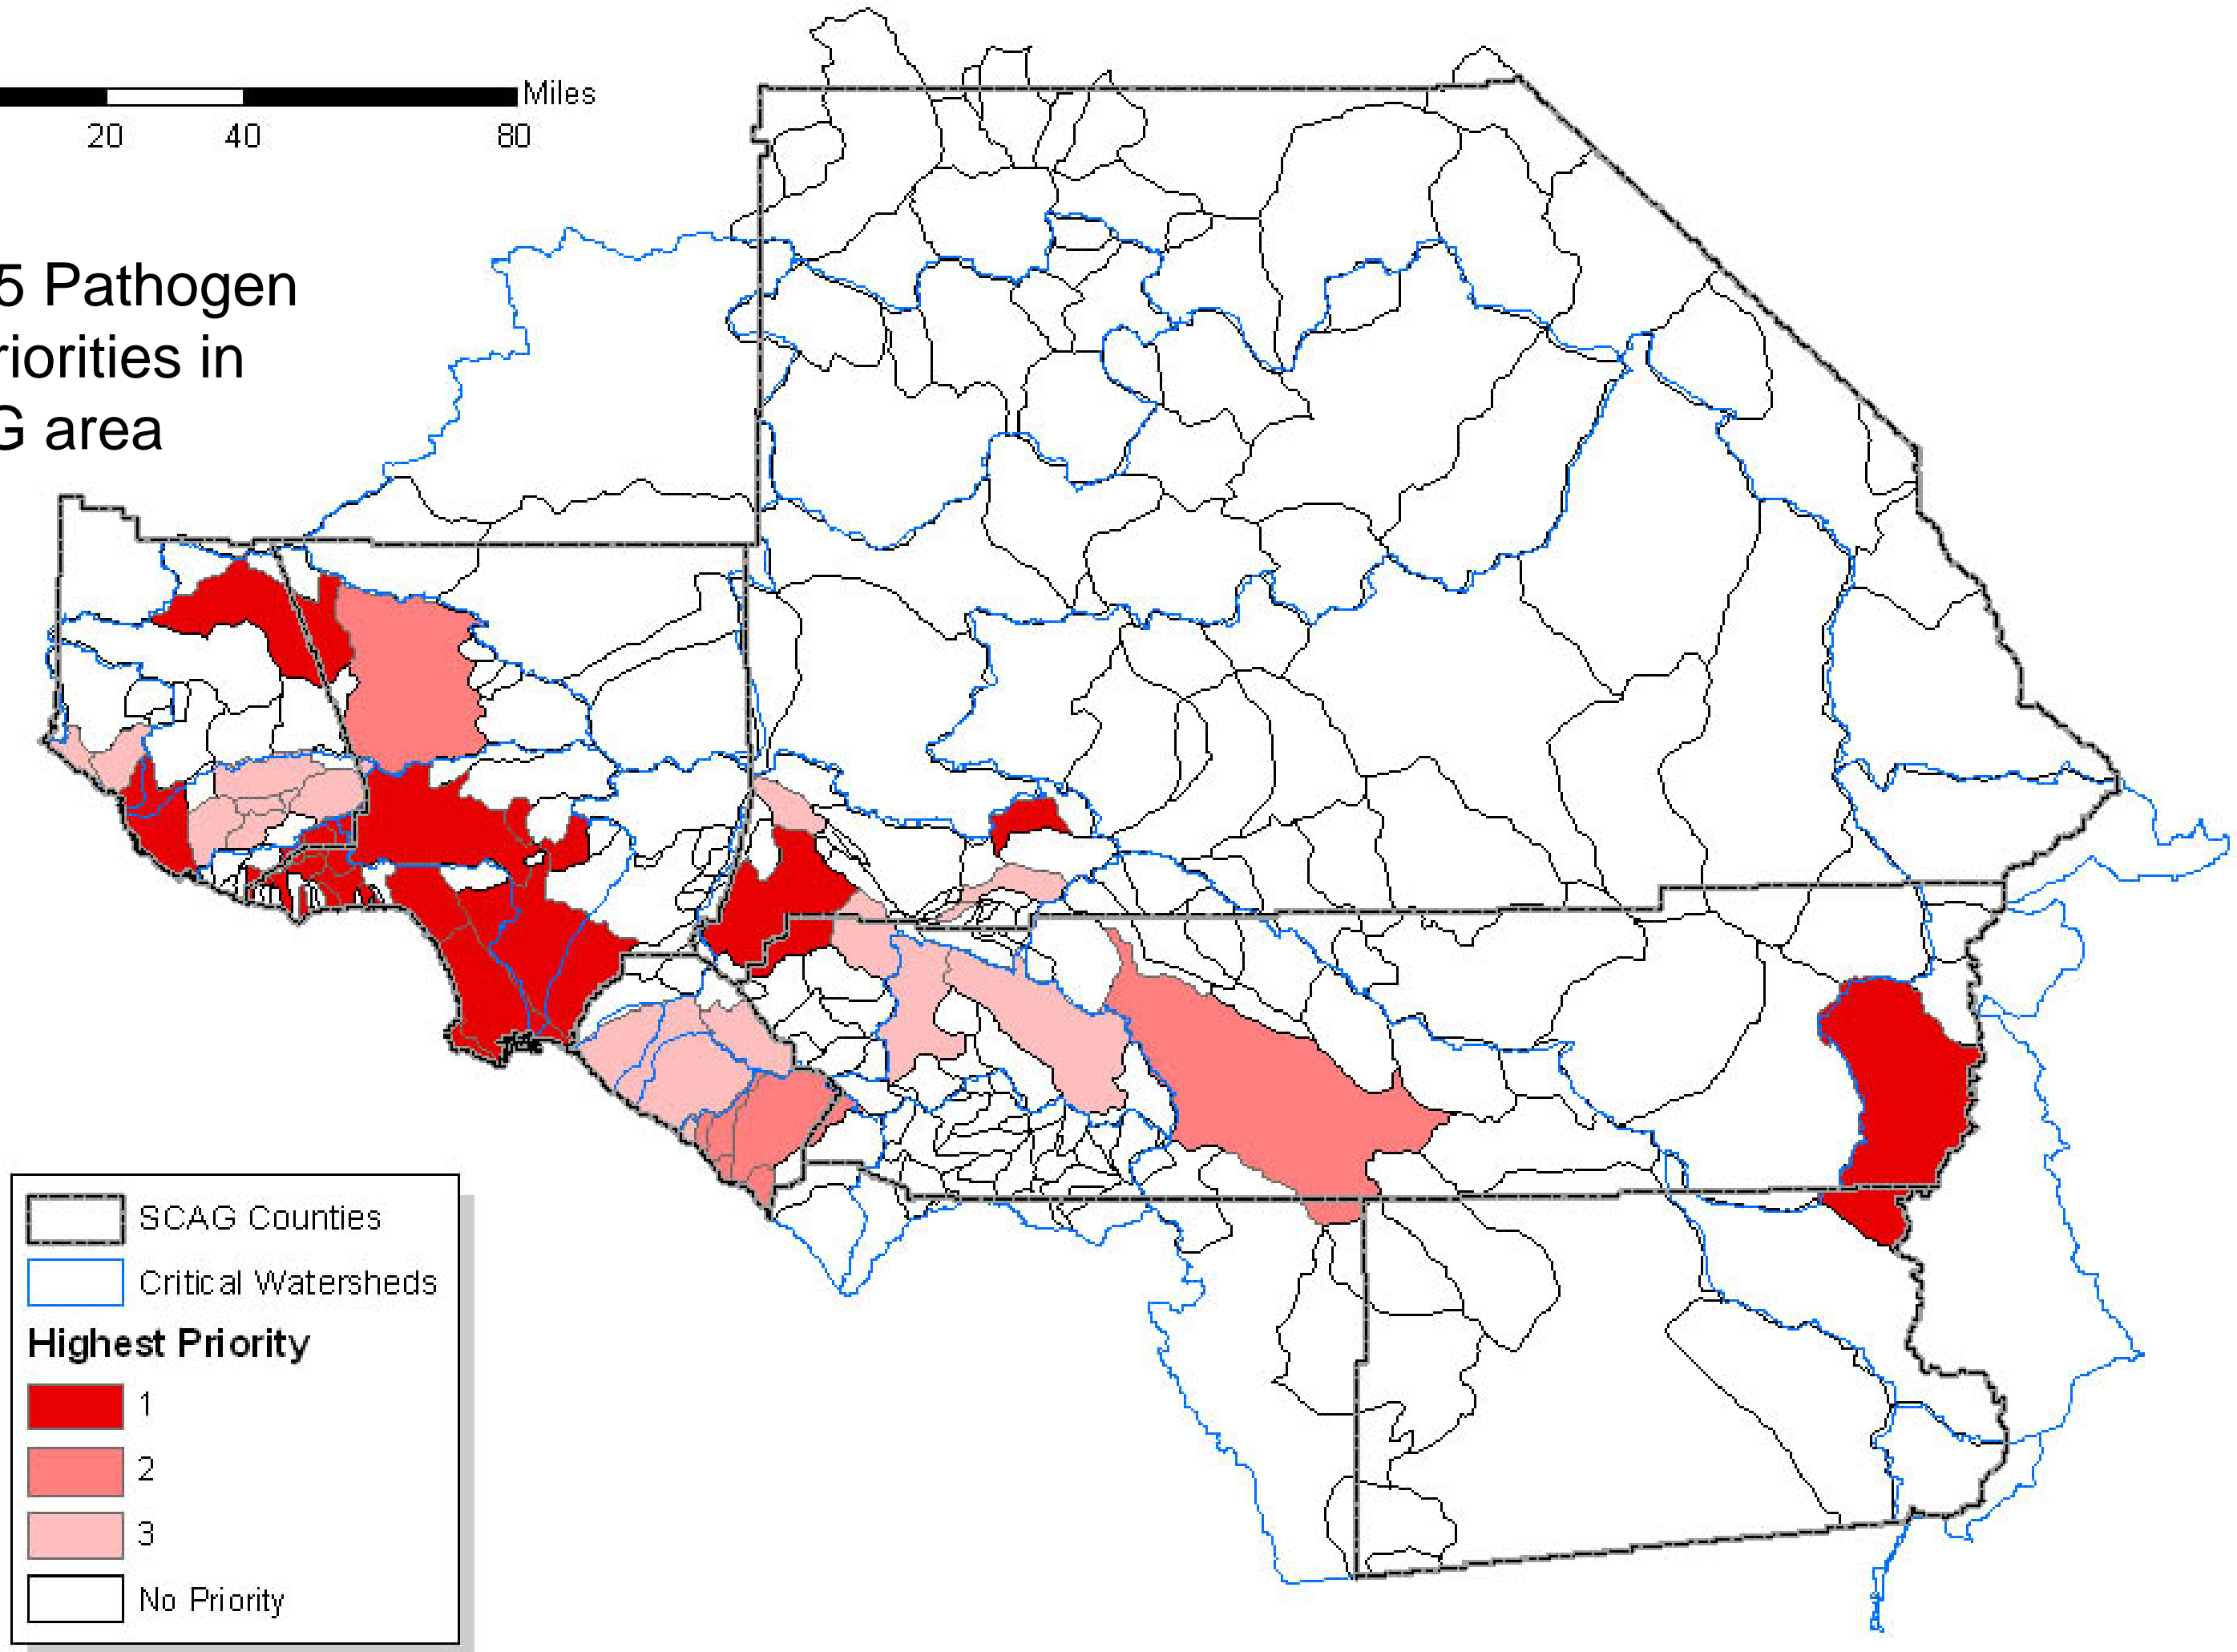 Miles
20 40 80
5 Pathogen
riorities in
G area
SCAG Counties
Critical Watersheds
Highest Priority
1
2
3
No Priority